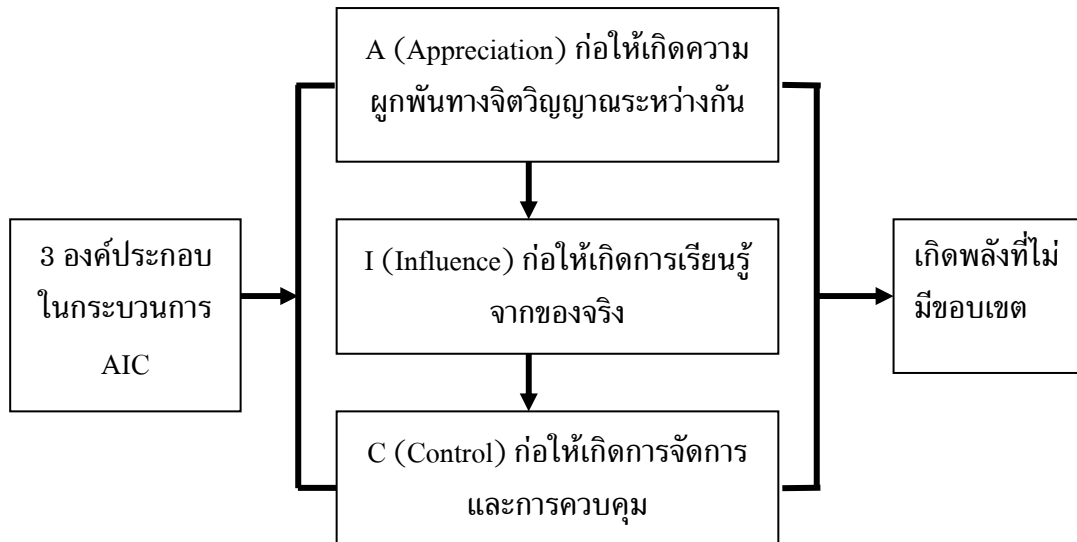 A (Appreciation) ก่อให้เกิดความ
ผูกพันทางจิตวิญญาณระหว่างกัน
3 องค์ประกอบ
ในกระบวนการ
AIC
I (Influence) ก่อให้เกิดการเรียนรู้
จากของจริง
เกิดพลังที่ไม่
มีขอบเขต
C (Control) ก่อให้เกิดการจัดการ
และการควบคุม